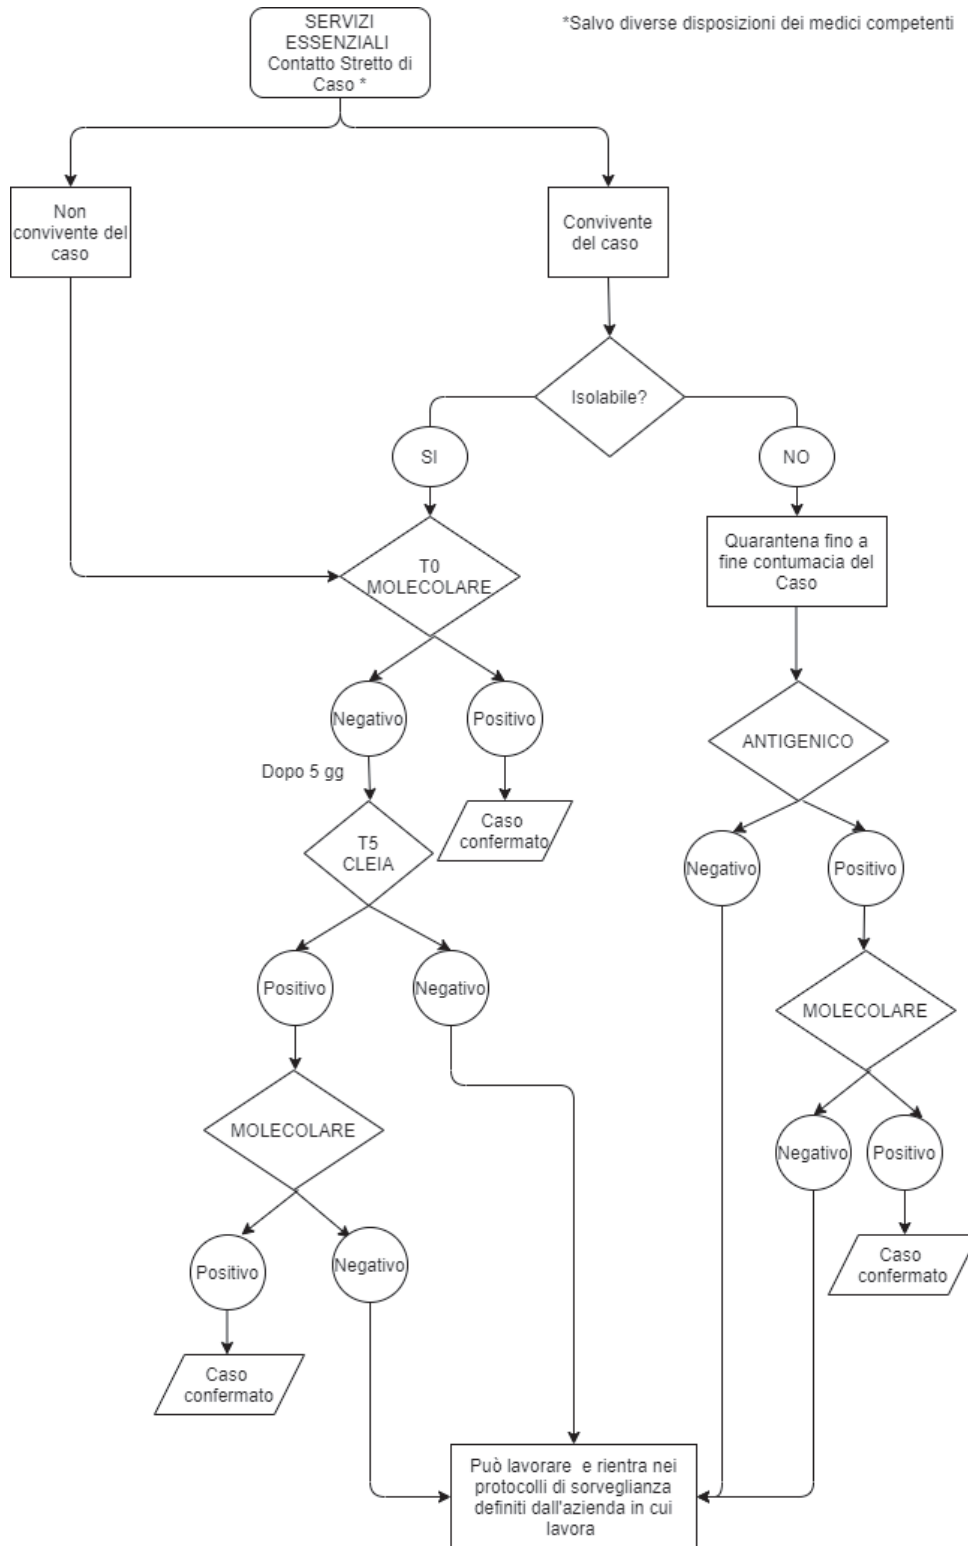 SERVIZI
ESSENZIALI
Contatto Stretto di
Caso *
*Salvo diverse disposizioni dei medici competenti
Non
convivente del
caso
Convivente
del caso
Isolabile?
SI
NO
T0
MOLECOLARE
Quarantena fino a
fine contumacia del
Caso
Negativo
Positivo
ANTIGENICO
Dopo 5 gg
Caso
confermato
T5
CLEIA
Negativo
Positivo
Positivo
Negativo
MOLECOLARE
MOLECOLARE
Negativo
Positivo
Positivo
Negativo
Caso
confermato
Caso
confermato
Può lavorare e rientra nei
protocolli di sorveglianza
definiti dall'azienda in cui
lavora